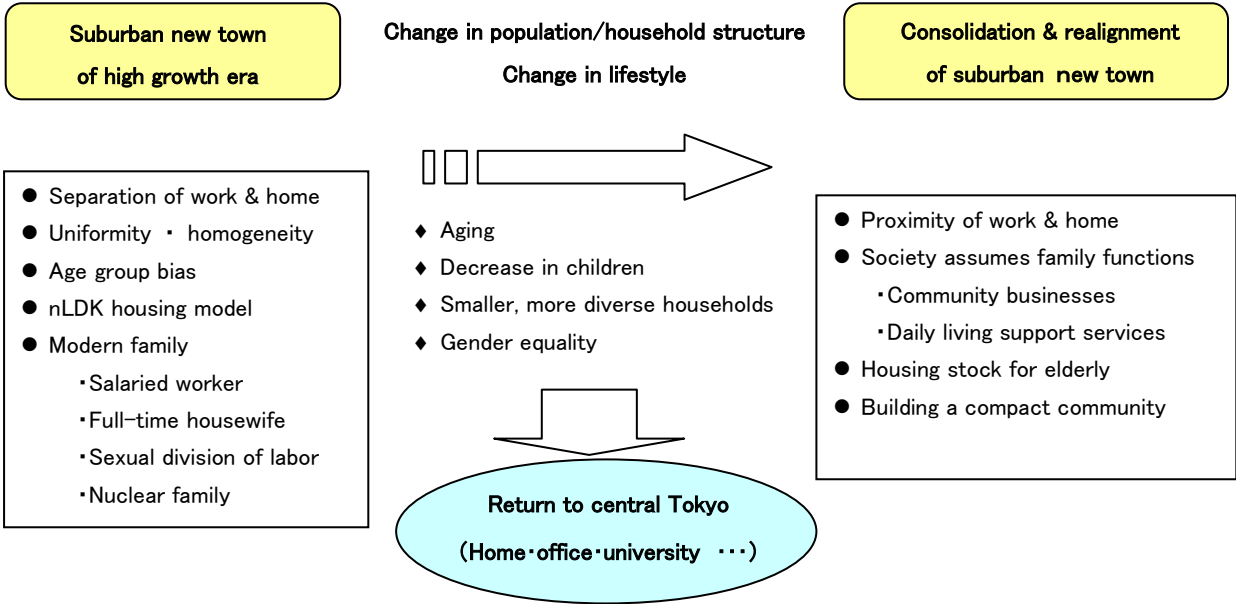 Suburban new town
of high growth era
● Separation of work & home
● Uniformity ・ homogeneity
● Age group bias
● nLDK housing model
● Modern family
・Salaried worker
・Full-time housewife
・Sexual division of labor
・Nuclear family
Change in population/household structure
Change in lifestyle
♦ Aging
♦ Decrease in children
♦ Smaller, more diverse households
♦ Gender equality
Return to central Tokyo
(Home・office・university ・・・)
Consolidation & realignment
of suburban new town
● Proximity of work & home
● Society assumes family functions
・Community businesses
・Daily living support services
● Housing stock for elderly
● Building a compact community